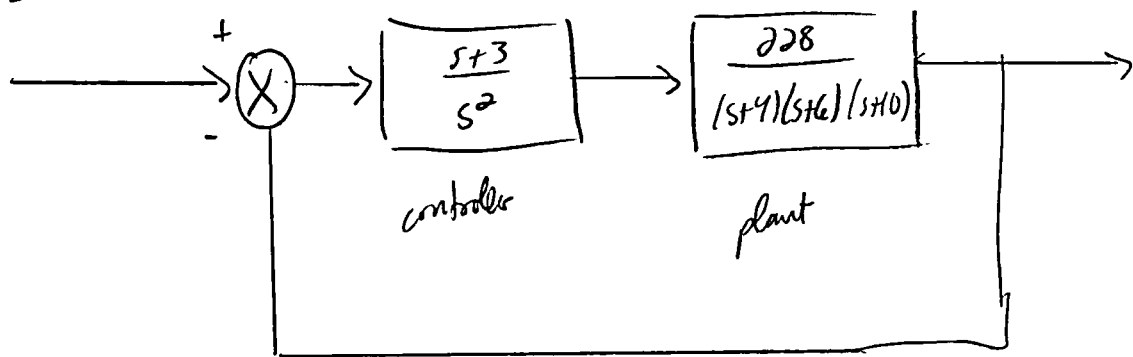 +
s+3
s²
228
(s+4)(s+6)(s+10)
-
controller
plant